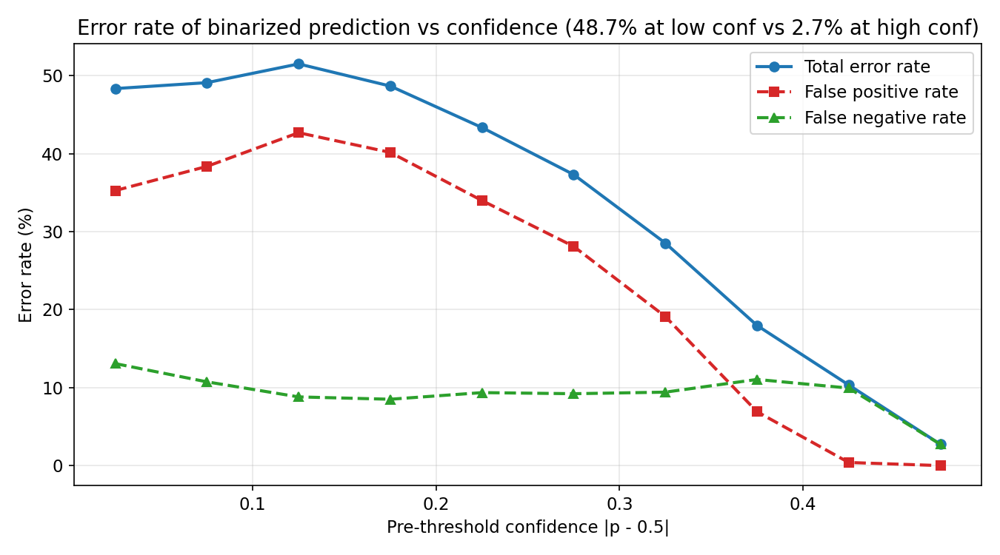 Error rate of binarized prediction vs confidence (48.7% at low conf vs 2.7% at high conf)
Total error rate
False positive rate
False negative rate
Error rate (%)
50
40
30
20
10
0
0.1
0.2
0.3
0.4
Pre-threshold confidence |p - 0.5|